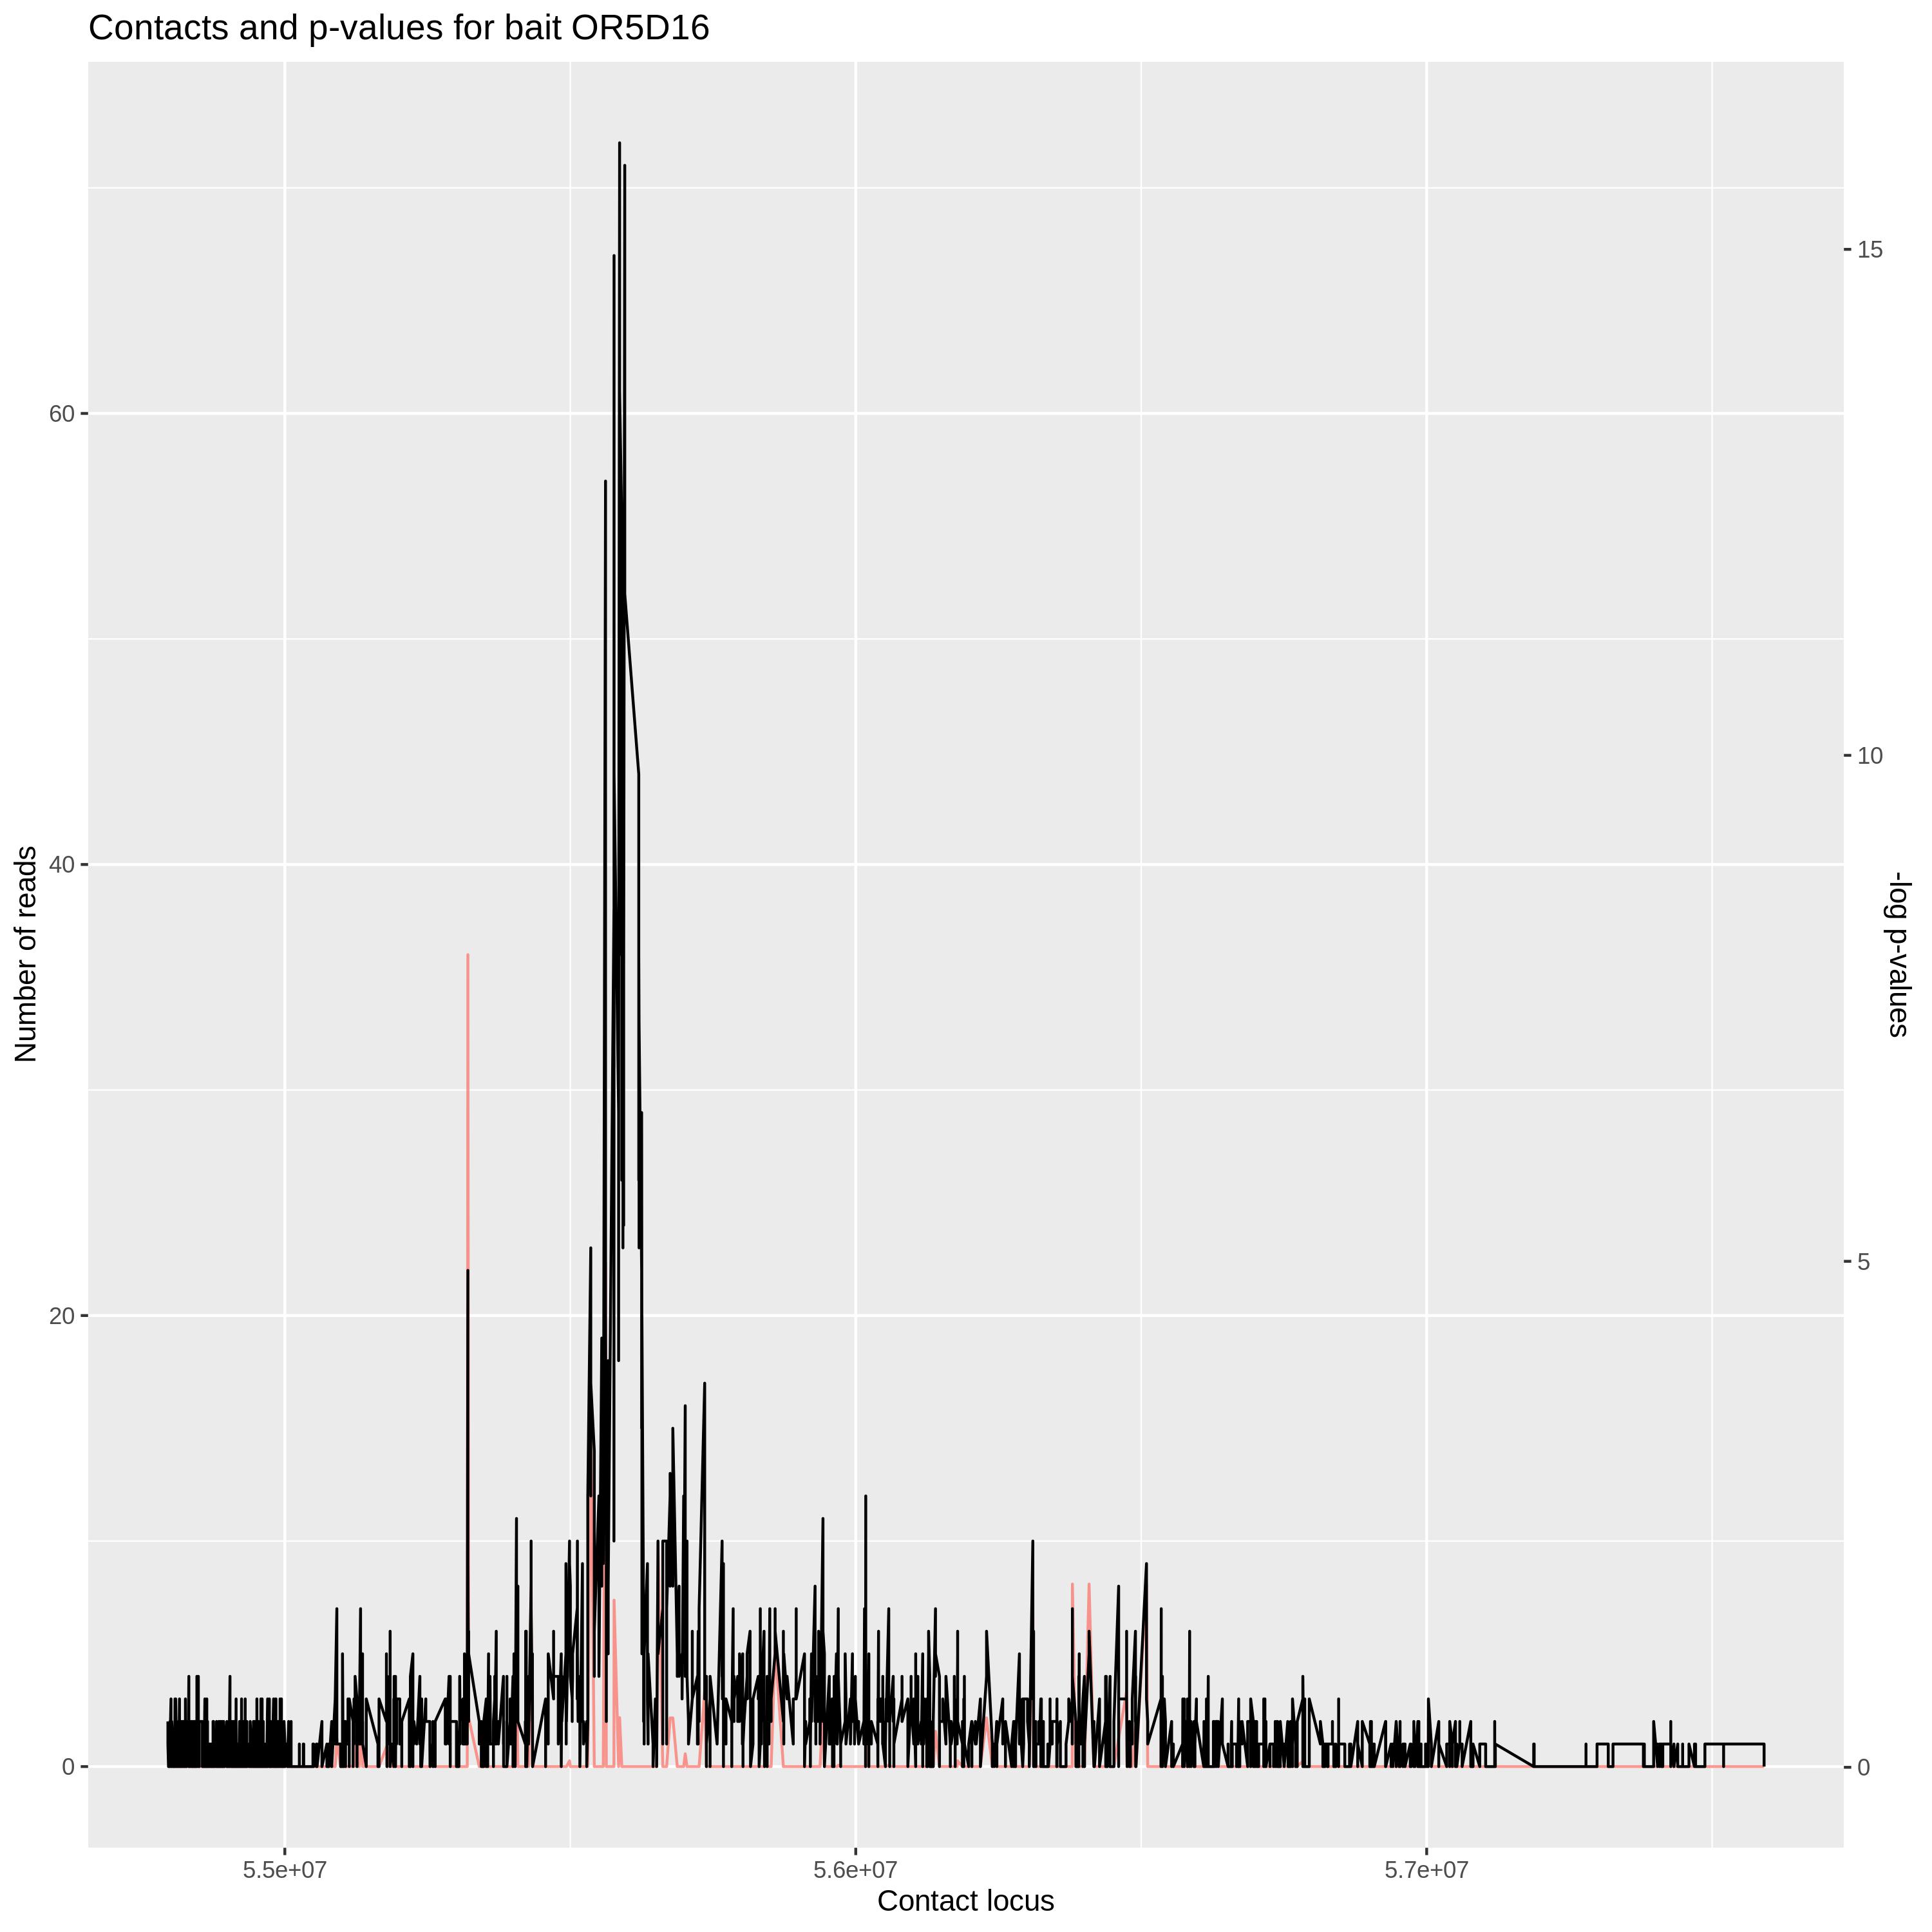 Contacts and p-values for bait OR5D16
Number of reads
60
40
20
0
15
10
5
0
-log p-values
5.5e+07 5.6e+07 5.7e+07
Contact locus